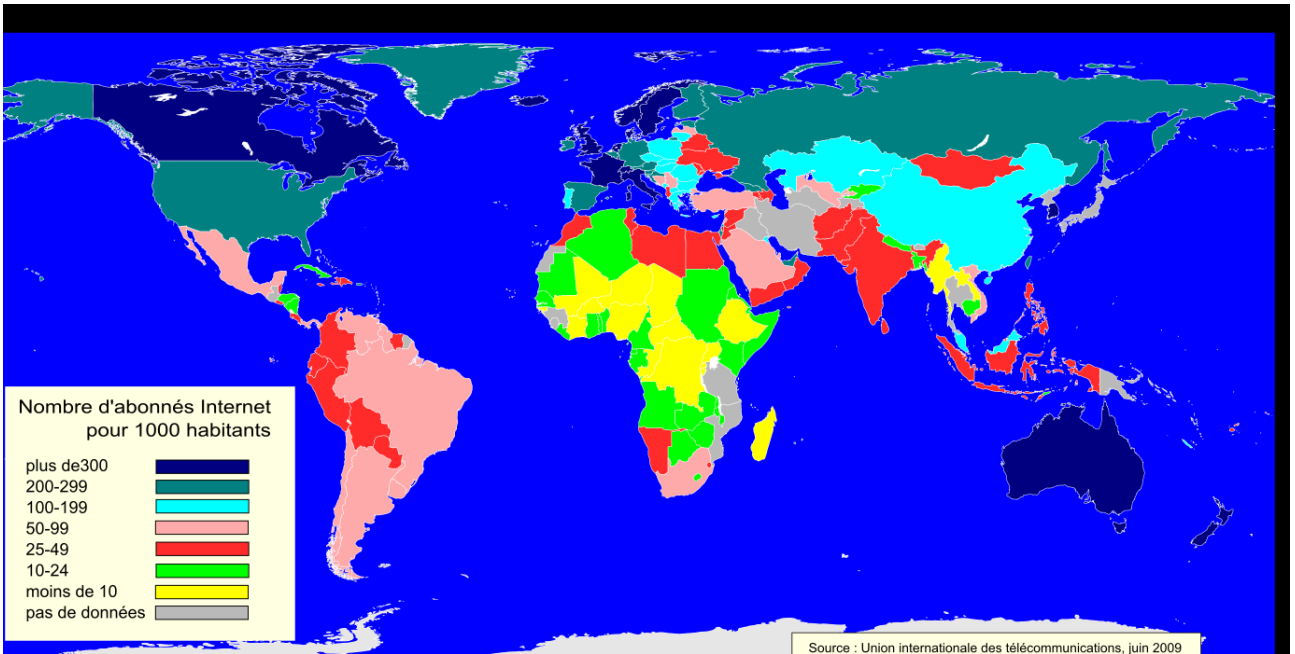 Nombre d'abonnés Internet
pour 1000 habitants
plus de300
200-299
100-199
50-99
25-49
10-24
moins de 10
pas de données
Source : Union internationale des télécommunications, juin 2009